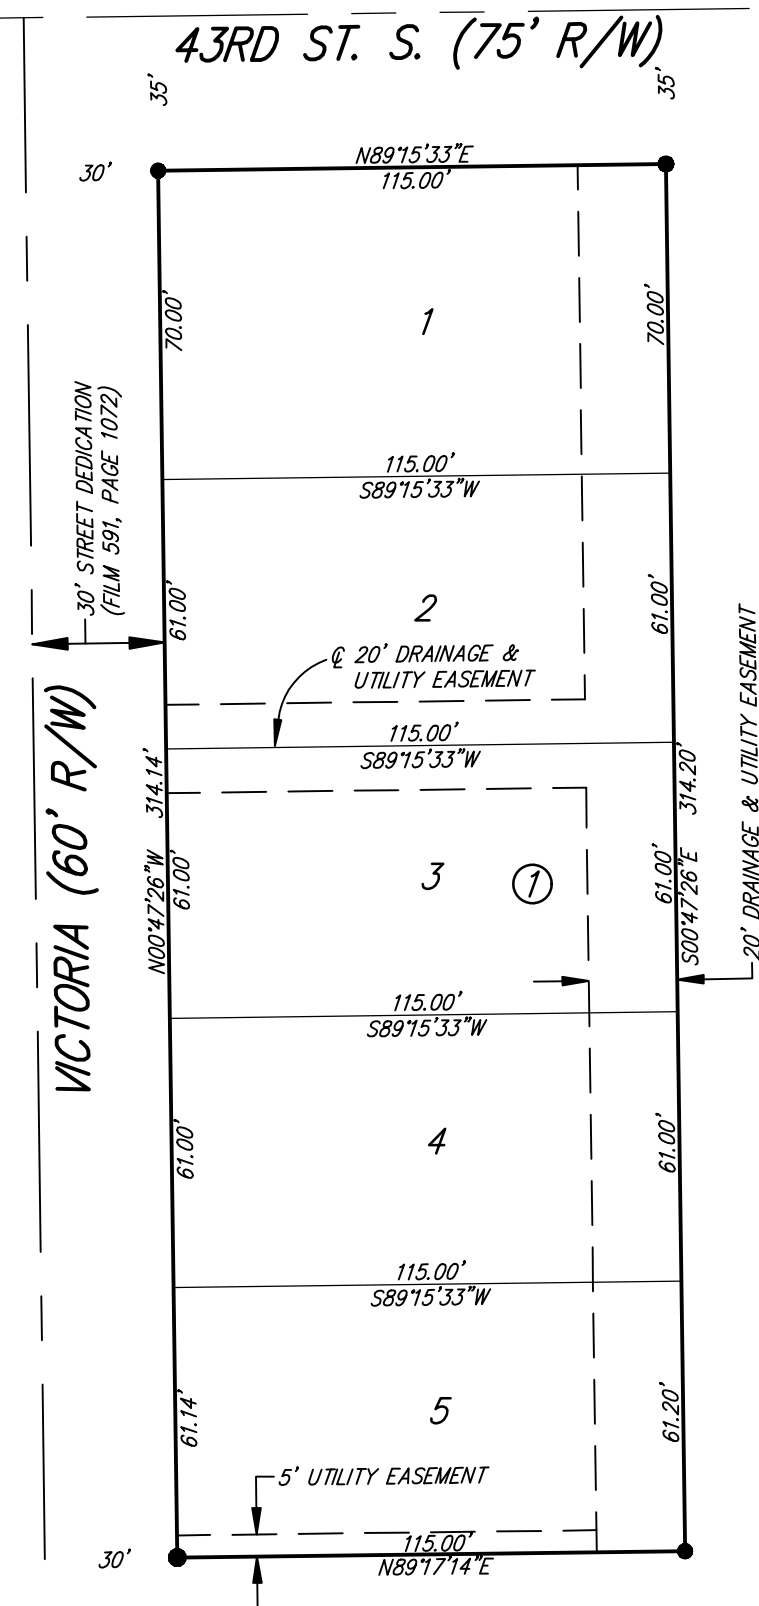 43RD ST. S. (75' R/W)
35'
35'
30'
N89°15'33"E
115.00'
70.00'
1
70.00'
30' STREET DEDICATION
(FILM 591, PAGE 1072)
115.00'
S89°15'33"W
61.00'
2
61.00'
℄ 20' DRAINAGE &
UTILITY EASEMENT
115.00'
S89°15'33"W
VICTORIA (60' R/W)
N00°47'26"W 314.14'
61.00'
3
1
61.00'
S00°47'26"E 314.20'
20' DRAINAGE & UTILITY EASEMENT
115.00'
S89°15'33"W
61.00'
4
61.00'
115.00'
S89°15'33"W
61.14'
5
61.20'
5' UTILITY EASEMENT
30'
115.00'
N89°17'14"E